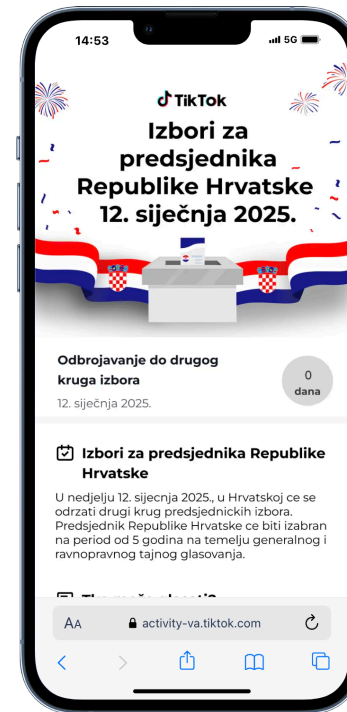 14:53
5G
TikTok
Izbori za
predsjednika
Republike Hrvatske
12. siječnja 2025.
Odbrojavanje do drugog
kruga izbora
12. siječnja 2025.
0
dana
Izbori za predsjednika Republike
Hrvatske
U nedjelju 12. sijecnja 2025., u Hrvatskoj ce se
odrzati drugi krug predsjednickih izbora.
Predsjednik Republike Hrvatske ce biti izabran
na period od 5 godina na temelju generalnog i
ravnopravnog tajnog glasovanja.
Tko može glasati?
AA
activity-va.tiktok.com